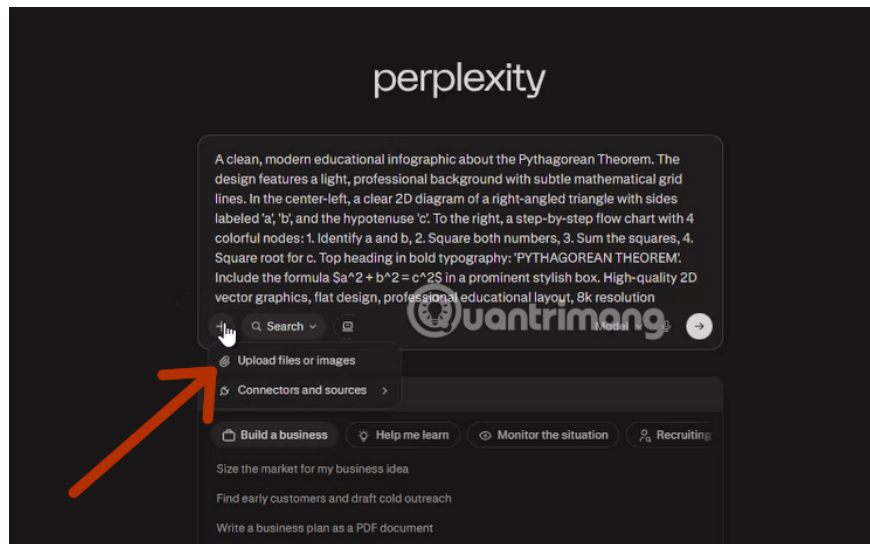 perplexity
A clean, modern educational infographic about the Pythagorean Theorem. The
design features a light, professional background with subtle mathematical grid
lines. In the center-left, a clear 2D diagram of a right-angled triangle with sides
labeled 'a', 'b', and the hypotenuse 'c'. To the right, a step-by-step flow chart with 4
colorful nodes: 1. Identify a and b, 2. Square both numbers, 3. Sum the squares, 4.
Square root for c. Top heading in bold typography: 'PYTHAGOREAN THEOREM'.
Include the formula $a^2 + b^2 = c^2$ in a prominent stylish box. High-quality 2D
vector graphics, flat design, professional educational layout, 8k resolution
Quantrimang
Search
Model
Upload files or images
Connectors and sources
Build a business
Help me learn
Monitor the situation
Recruiting
Size the market for my business idea
Find early customers and draft cold outreach
Write a business plan as a PDF document